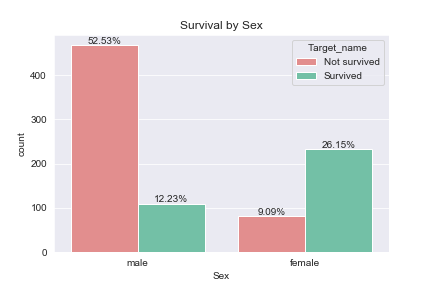 Survival by Sex
Target_name
Not survived
Survived
52.53%
12.23%
9.09%
26.15%
count
400
300
200
100
0
male
female
Sex